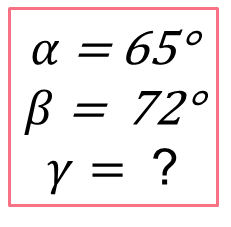 α = 65°
β = 72°
γ = ?